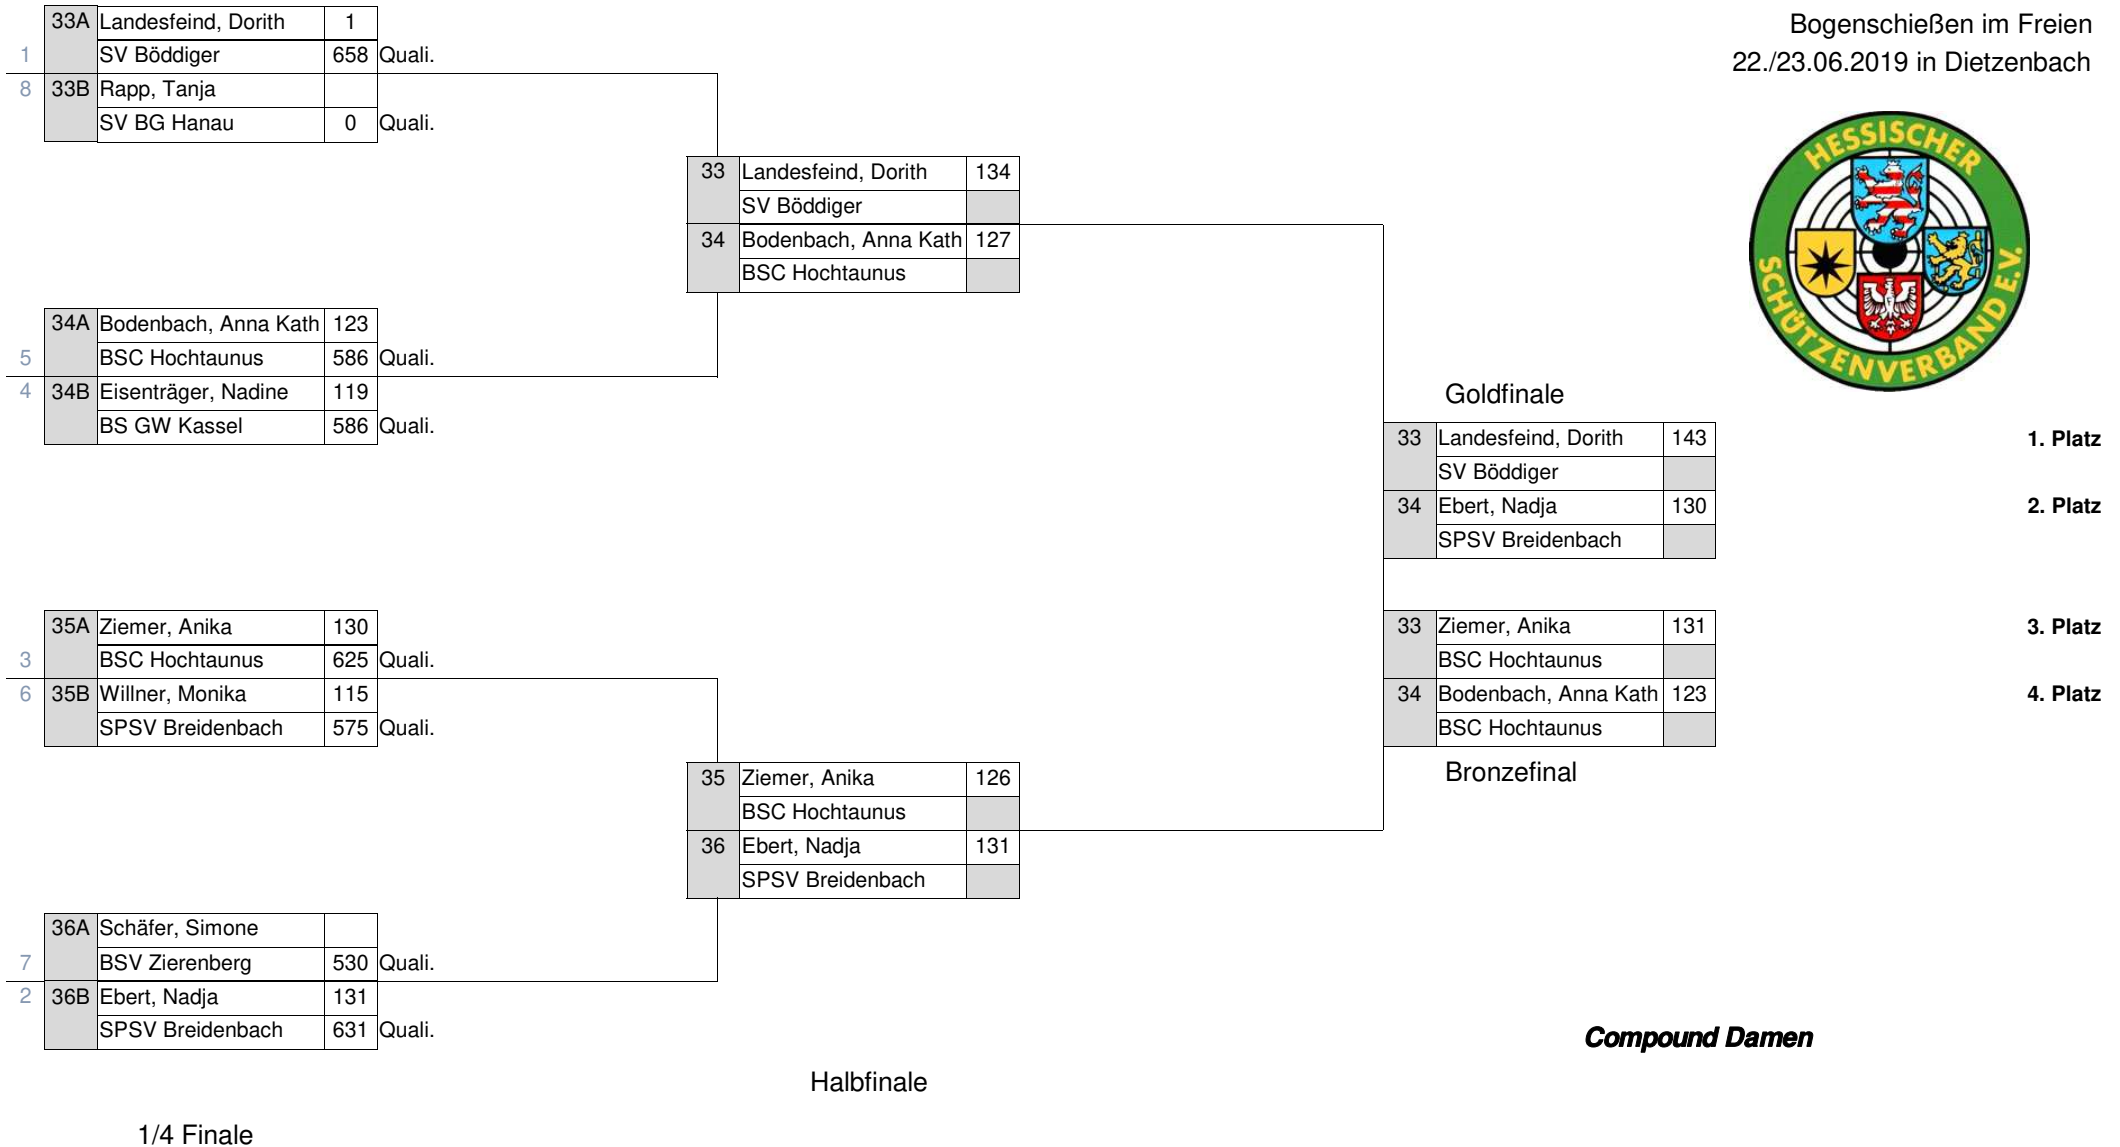 Bogenschießen im Freien
22./23.06.2019 in Dietzenbach
HESSISCHER SCHÜTZENVERBAND E.V.
33A Landesfeind, Dorith 1
1 SV Böddiger 658 Quali.
8 33B Rapp, Tanja
SV BG Hanau 0 Quali.
34A Bodenbach, Anna Kath 123
5 BSC Hochtaunus 586 Quali.
4 34B Eisenträger, Nadine 119
BS GW Kassel 586 Quali.
35A Ziemer, Anika 130
3 BSC Hochtaunus 625 Quali.
6 35B Willner, Monika 115
SPSV Breidenbach 575 Quali.
36A Schäfer, Simone
7 BSV Zierenberg 530 Quali.
2 36B Ebert, Nadja 131
SPSV Breidenbach 631 Quali.
1/4 Finale
33 Landesfeind, Dorith 134
SV Böddiger
34 Bodenbach, Anna Kath 127
BSC Hochtaunus
35 Ziemer, Anika 126
BSC Hochtaunus
36 Ebert, Nadja 131
SPSV Breidenbach
Halbfinale
Goldfinale
33 Landesfeind, Dorith 143 1. Platz
SV Böddiger
34 Ebert, Nadja 130 2. Platz
SPSV Breidenbach
33 Ziemer, Anika 131 3. Platz
BSC Hochtaunus
34 Bodenbach, Anna Kath 123 4. Platz
BSC Hochtaunus
Bronzefinal
Compound Damen